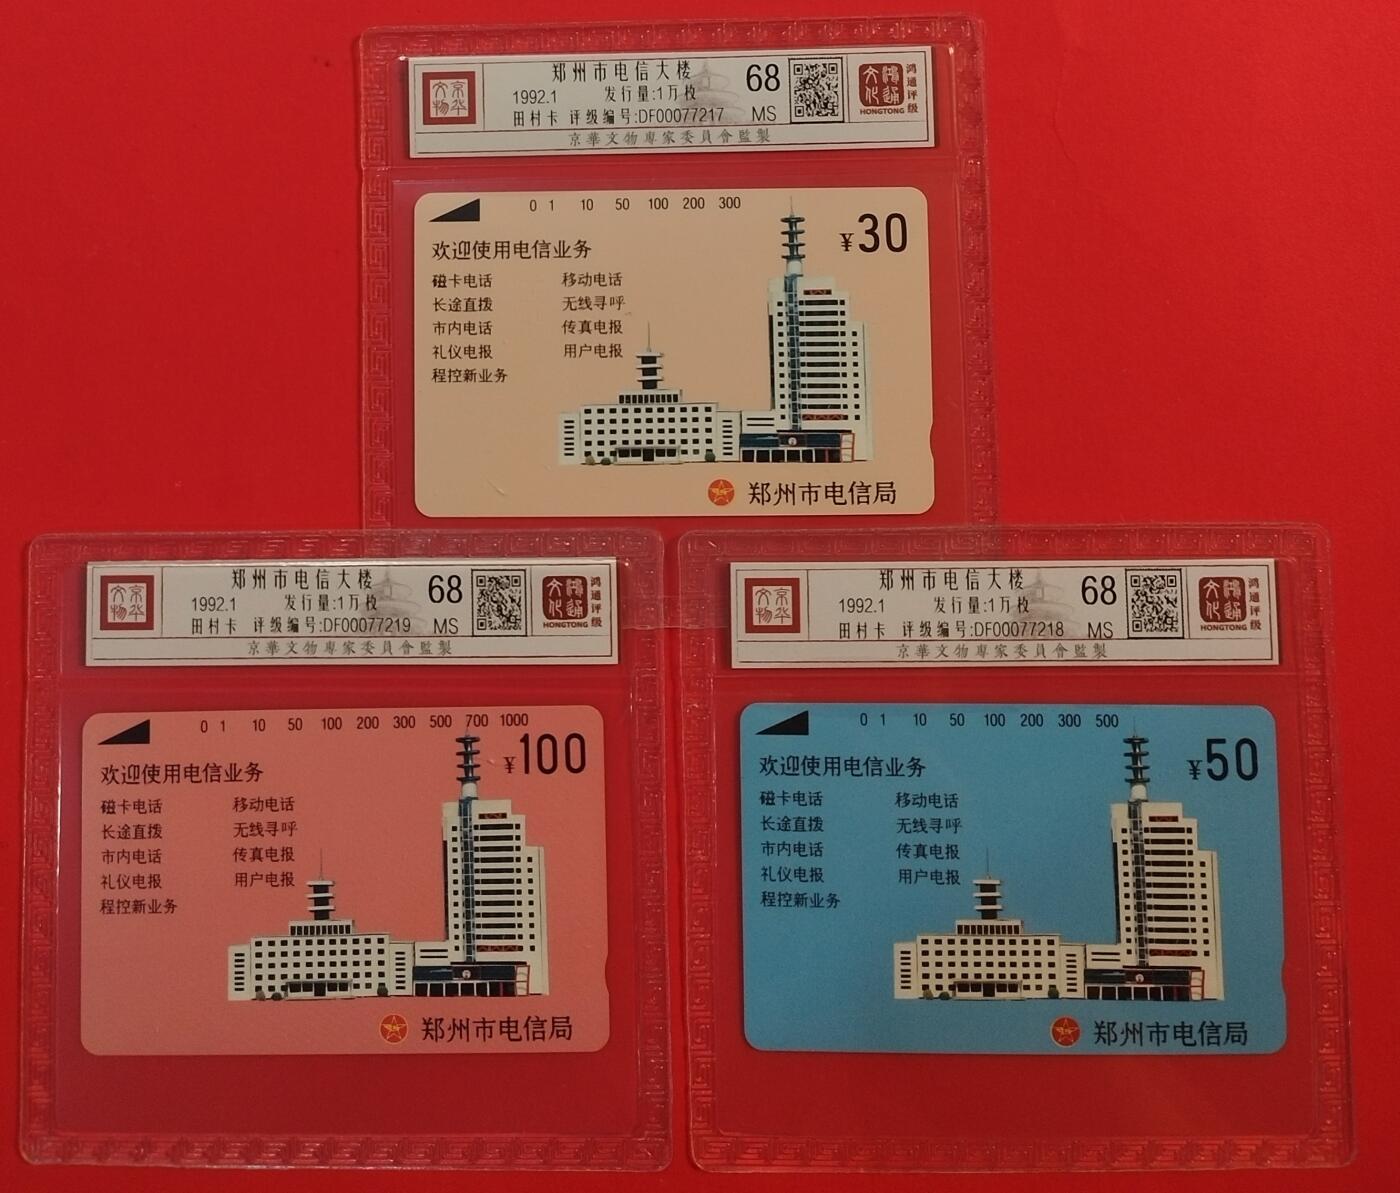 京华文物
郑州市电信大楼
1992.1 发行量:1万枚
田村卡 评级编号:DF00077217
68
MS
鸿通文化
HONGTONG
鸿通评级
京華文物專家委員會監製
0 1 10 50 100 200 300
¥30
欢迎使用电信业务
磁卡电话 移动电话
长途直拨 无线寻呼
市内电话 传真电报
礼仪电报 用户电报
程控新业务
郑州市电信局
京华文物
郑州市电信大楼
1992.1 发行量:1万枚
田村卡 评级编号:DF00077219
68
MS
鸿通文化
HONGTONG
鸿通评级
京華文物專家委員會監製
0 1 10 50 100 200 300 500 700 1000
¥100
欢迎使用电信业务
磁卡电话 移动电话
长途直拨 无线寻呼
市内电话 传真电报
礼仪电报 用户电报
程控新业务
郑州市电信局
京华文物
郑州市电信大楼
1992.1 发行量:1万枚
田村卡 评级编号:DF00077218
68
MS
鸿通文化
HONGTONG
鸿通评级
京華文物專家委員會監製
0 1 10 50 100 200 300 500
¥50
欢迎使用电信业务
磁卡电话 移动电话
长途直拨 无线寻呼
市内电话 传真电报
礼仪电报 用户电报
程控新业务
郑州市电信局